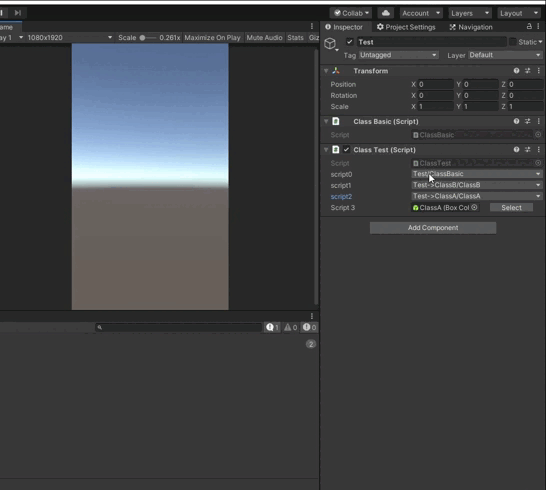 Collab
Account
Layers
Layout
ame
Inspector
Project Settings
Navigation
ay 1
1080x1920
Scale
0.261x
Maximize On Play
Mute Audio
Stats
Giz
Test
Static
Tag
Untagged
Layer
Default
Transform
Position X 0 Y 0 Z 0
Rotation X 0 Y 0 Z 0
Scale X 1 Y 1 Z 1
Class Basic (Script)
Script
ClassBasic
Class Test (Script)
Script
ClassTest
script0
Test/ClassBasic
script1
Test->ClassB/ClassB
script2
Test->ClassA/ClassA
Script 3
ClassA (Box Col
Select
Add Component
1
0
0
2